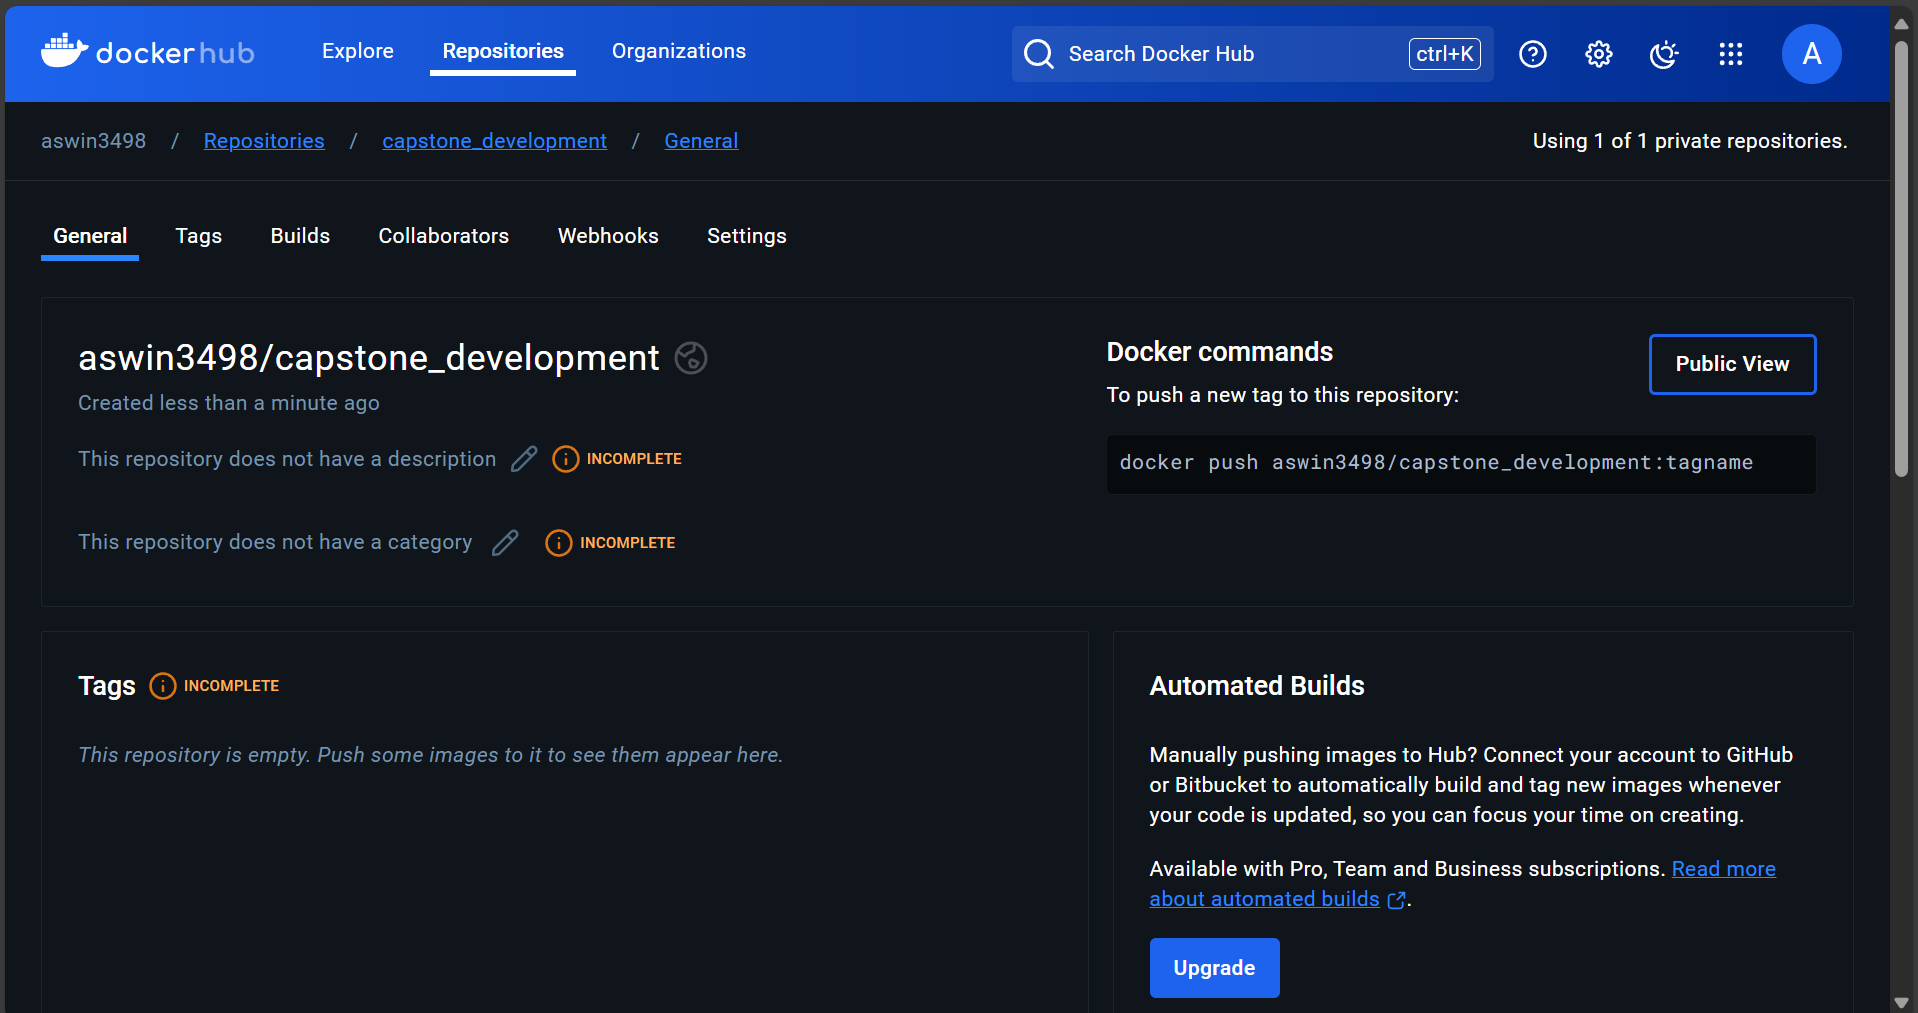 dockerhub
Explore
Repositories
Organizations
Search Docker Hub
ctrl+K
A
aswin3498 / Repositories / capstone_development / General
Using 1 of 1 private repositories.
General
Tags
Builds
Collaborators
Webhooks
Settings
aswin3498/capstone_development
Created less than a minute ago
This repository does not have a description
INCOMPLETE
This repository does not have a category
INCOMPLETE
Docker commands
Public View
To push a new tag to this repository:
docker push aswin3498/capstone_development:tagname
Tags
INCOMPLETE
This repository is empty. Push some images to it to see them appear here.
Automated Builds
Manually pushing images to Hub? Connect your account to GitHub
or Bitbucket to automatically build and tag new images whenever
your code is updated, so you can focus your time on creating.
Available with Pro, Team and Business subscriptions. Read more
about automated builds.
Upgrade